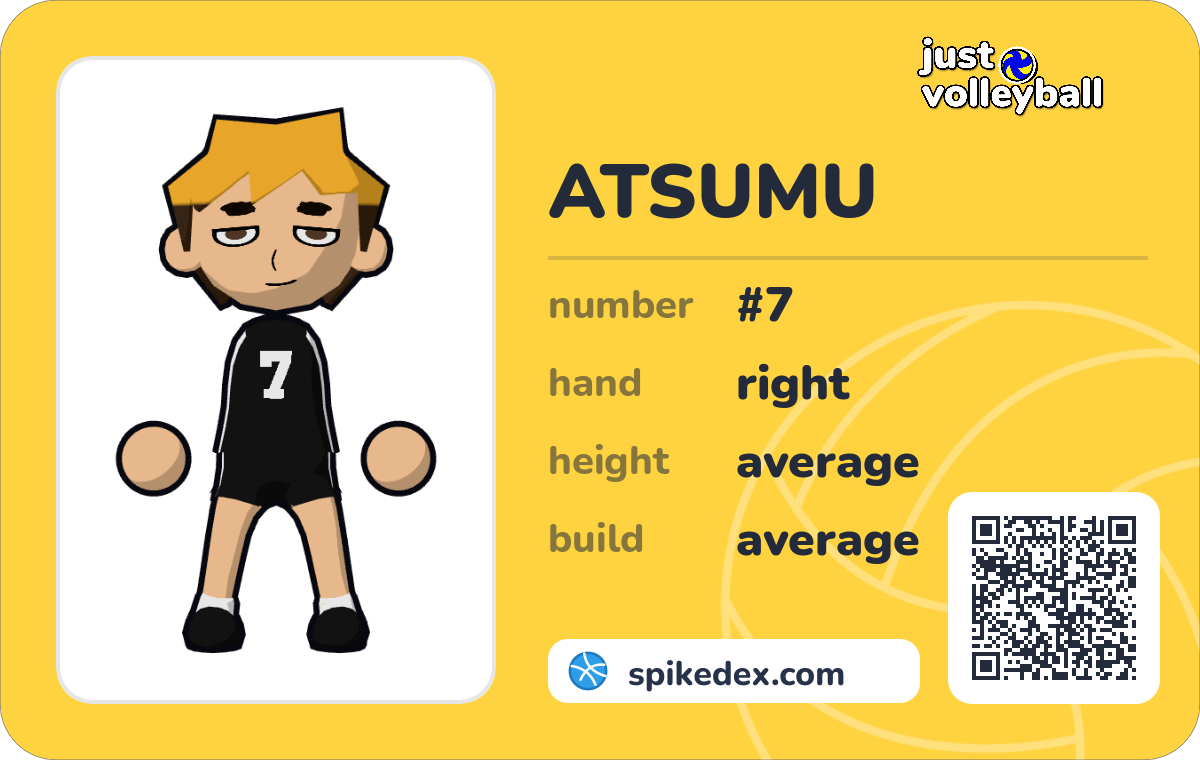 just
volleyball
ATSUMU
number #7
hand right
height average
build average
7
spikedex.com